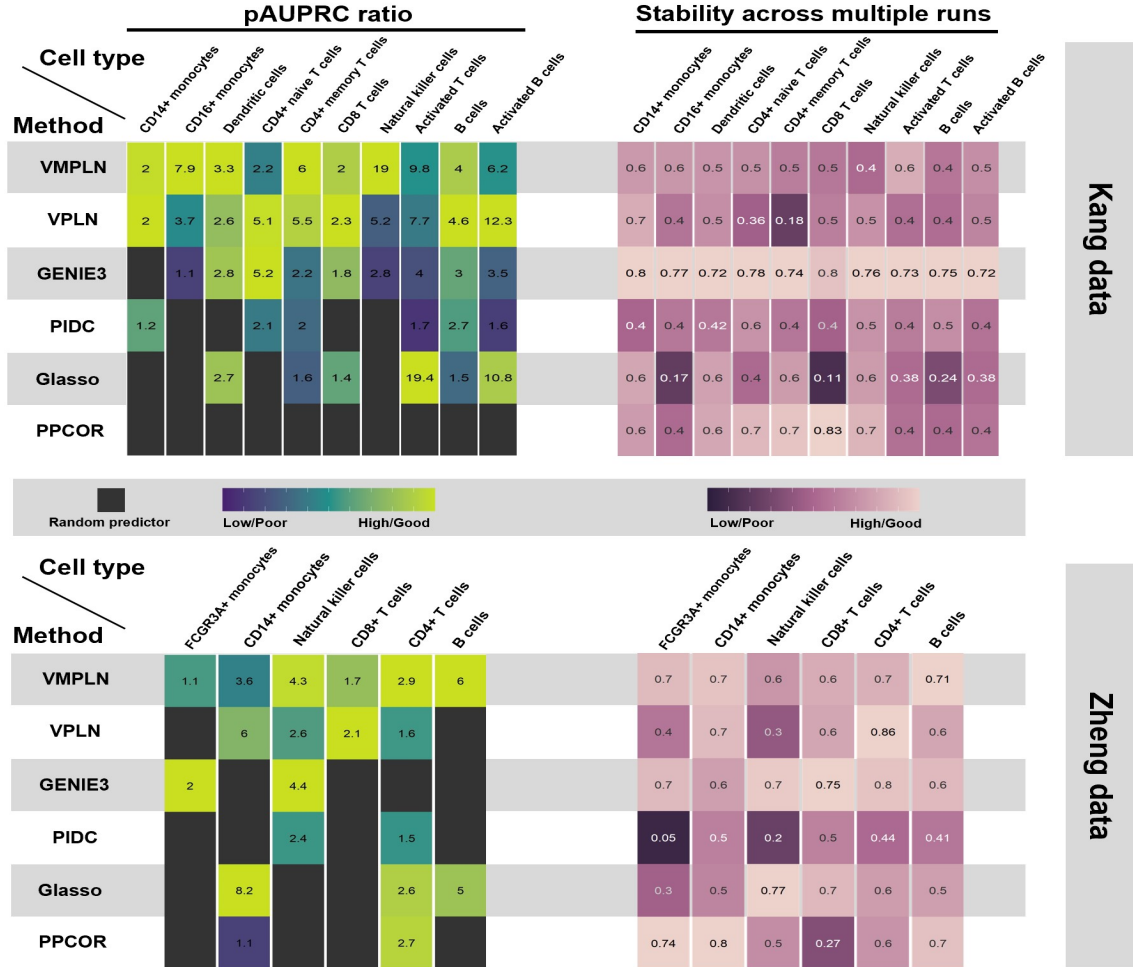 pAUPRC ratio
Stability across multiple runs
Cell type
Method
CD14+ monocytes
CD16+ monocytes
Dendritic cells
CD4+ naive T cells
CD4+ memory T cells
CD8 T cells
Natural killer cells
Activated T cells
B cells
Activated B cells
CD14+ monocytes
CD16+ monocytes
Dendritic cells
CD4+ naive T cells
CD4+ memory T cells
CD8 T cells
Natural killer cells
Activated T cells
B cells
Activated B cells
VMPLN 2 7.9 3.3 2.2 6 2 19 9.8 4 6.2 0.6 0.6 0.5 0.5 0.5 0.5 0.4 0.6 0.4 0.5
VPLN 2 3.7 2.6 5.1 5.5 2.3 5.2 7.7 4.6 12.3 0.7 0.4 0.5 0.36 0.18 0.5 0.5 0.4 0.4 0.5
GENIE3 1.1 2.8 5.2 2.2 1.8 2.8 4 3 3.5 0.8 0.77 0.72 0.78 0.74 0.8 0.76 0.73 0.75 0.72
PIDC 1.2 2.1 2 1.7 2.7 1.6 0.4 0.4 0.42 0.6 0.4 0.4 0.5 0.4 0.5 0.4
Glasso 2.7 1.6 1.4 19.4 1.5 10.8 0.6 0.17 0.6 0.4 0.6 0.11 0.6 0.38 0.24 0.38
PPCOR 0.6 0.4 0.6 0.7 0.7 0.83 0.7 0.4 0.4 0.4
Kang data
Random predictor
Low/Poor High/Good
Low/Poor High/Good
Cell type
Method
FCGR3A+ monocytes
CD14+ monocytes
Natural killer cells
CD8+ T cells
CD4+ T cells
B cells
FCGR3A+ monocytes
CD14+ monocytes
Natural killer cells
CD8+ T cells
CD4+ T cells
B cells
VMPLN 1.1 3.6 4.3 1.7 2.9 6 0.7 0.7 0.6 0.6 0.7 0.71
VPLN 6 2.6 2.1 1.6 0.4 0.7 0.3 0.6 0.86 0.6
GENIE3 2 4.4 0.7 0.6 0.7 0.75 0.8 0.6
PIDC 2.4 1.5 0.05 0.5 0.2 0.5 0.44 0.41
Glasso 8.2 2.6 5 0.3 0.5 0.77 0.7 0.6 0.5
PPCOR 1.1 2.7 0.74 0.8 0.5 0.27 0.6 0.7
Zheng data